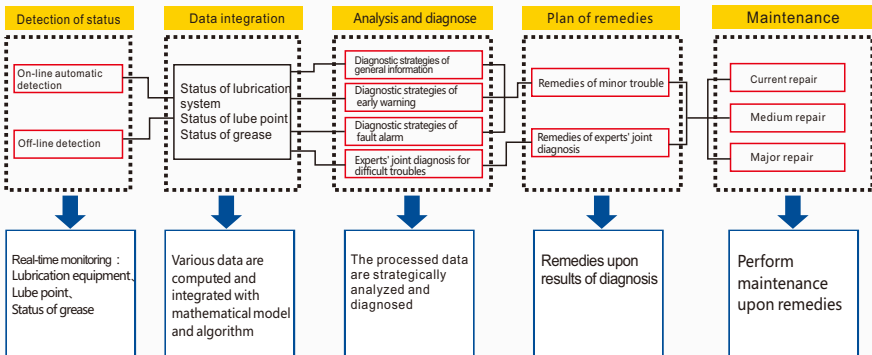 Detection of status
Data integration
Analysis and diagnose
Plan of remedies
Maintenance
On-line automatic
detection
Off-line detection
Status of lubrication
system
Status of lube point
Status of grease
Diagnostic strategies of
general information
Diagnostic strategies of
early warning
Diagnostic strategies of
fault alarm
Experts' joint diagnosis for
difficult troubles
Remedies of minor trouble
Remedies of experts' joint
diagnosis
Current repair
Medium repair
Major repair
Real-time monitoring：
Lubrication equipment、
Lube point、
Status of grease
Various data are
computed and
integrated with
mathematical model
and algorithm
The processed data
are strategically
analyzed and
diagnosed
Remedies upon
results of diagnosis
Perform
maintenance
upon remedies